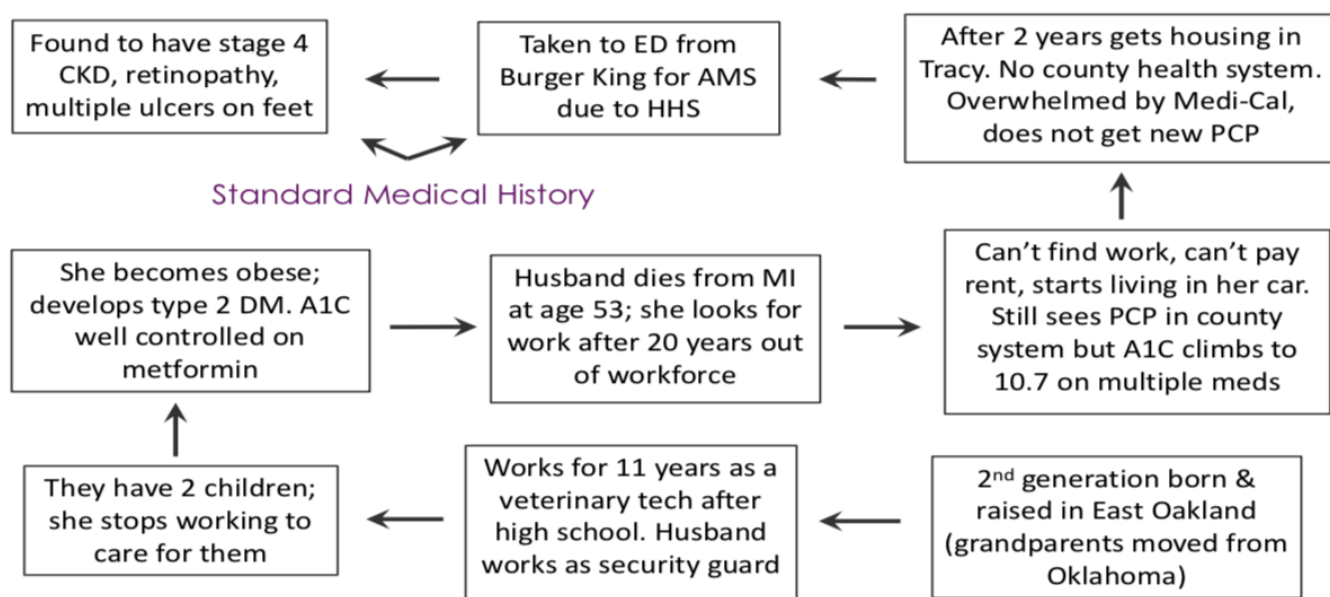 Found to have stage 4
CKD, retinopathy,
multiple ulcers on feet
Taken to ED from
Burger King for AMS
due to HHS
After 2 years gets housing in
Tracy. No county health system.
Overwhelmed by Medi-Cal,
does not get new PCP
Standard Medical History
She becomes obese;
develops type 2 DM. A1C
well controlled on
metformin
Husband dies from MI
at age 53; she looks for
work after 20 years out
of workforce
Can’t find work, can’t pay
rent, starts living in her car.
Still sees PCP in county
system but A1C climbs to
10.7 on multiple meds
They have 2 children;
she stops working to
care for them
Works for 11 years as a
veterinary tech after
high school. Husband
works as security guard
2nd generation born &
raised in East Oakland
(grandparents moved from
Oklahoma)